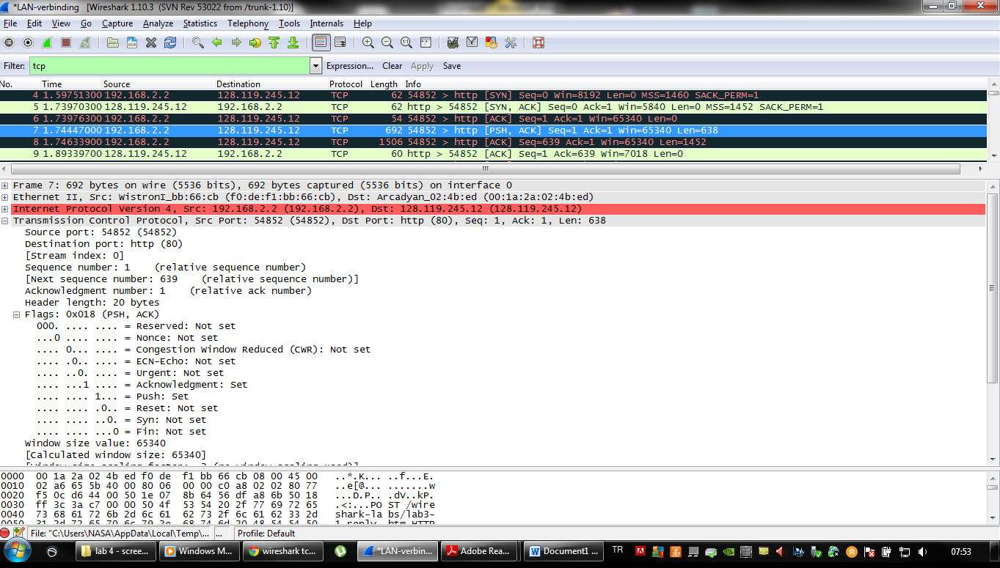 *LAN-verbinding [Wireshark 1.10.3 (SVN Rev 53022 from /trunk-1.10)]
File Edit View Go Capture Analyze Statistics Telephony Tools Internals Help
Filter: tcp Expression... Clear Apply Save
No. Time Source Destination Protocol Length Info
4 1.59751300 192.168.2.2 128.119.245.12 TCP 62 54852 > http [SYN] Seq=0 Win=8192 Len=0 MSS=1460 SACK_PERM=1
5 1.73970300 128.119.245.12 192.168.2.2 TCP 62 http > 54852 [SYN, ACK] Seq=0 Ack=1 Win=5840 Len=0 MSS=1452 SACK_PERM=1
6 1.73976300 192.168.2.2 128.119.245.12 TCP 54 54852 > http [ACK] Seq=1 Ack=1 Win=65340 Len=0
7 1.74447000 192.168.2.2 128.119.245.12 TCP 692 54852 > http [PSH, ACK] Seq=1 Ack=1 Win=65340 Len=638
8 1.74633900 192.168.2.2 128.119.245.12 TCP 1506 54852 > http [ACK] Seq=639 Ack=1 Win=65340 Len=1452
9 1.89339700 128.119.245.12 192.168.2.2 TCP 60 http > 54852 [ACK] Seq=1 Ack=639 Win=7018 Len=0
Frame 7: 692 bytes on wire (5536 bits), 692 bytes captured (5536 bits) on interface 0
Ethernet II, Src: WistronI_bb:66:cb (f0:de:f1:bb:66:cb), Dst: Arcadyan_02:4b:ed (00:1a:2a:02:4b:ed)
Internet Protocol Version 4, Src: 192.168.2.2 (192.168.2.2), Dst: 128.119.245.12 (128.119.245.12)
Transmission Control Protocol, Src Port: 54852 (54852), Dst Port: http (80), Seq: 1, Ack: 1, Len: 638
Source port: 54852 (54852)
Destination port: http (80)
[Stream index: 0]
Sequence number: 1 (relative sequence number)
[Next sequence number: 639 (relative sequence number)]
Acknowledgment number: 1 (relative ack number)
Header length: 20 bytes
Flags: 0x018 (PSH, ACK)
000. .... .... = Reserved: Not set
...0 .... .... = Nonce: Not set
.... 0... .... = Congestion Window Reduced (CWR): Not set
.... .0.. .... = ECN-Echo: Not set
.... ..0. .... = Urgent: Not set
.... ...1 .... = Acknowledgment: Set
.... .... 1... = Push: Set
.... .... .0.. = Reset: Not set
.... .... ..0. = Syn: Not set
.... .... ...0 = Fin: Not set
Window size value: 65340
[Calculated window size: 65340]
0000 00 1a 2a 02 4b ed f0 de f1 bb 66 cb 08 00 45 00 ..*.K... ..f...E.
0010 02 a6 65 5b 40 00 80 06 00 00 c0 a8 02 02 80 77 ..e[@... .......w
0020 f5 0c d6 44 00 50 1e 07 8b 64 56 df a8 6b 50 18 ...D.P.. .dV..kP.
0030 ff 3c 3a c7 00 00 50 4f 53 54 20 2f 77 69 72 65 .<:...PO ST /wire
0040 73 68 61 72 6b 2d 6c 61 62 73 2f 6c 61 62 33 2d shark-la bs/lab3-
File: "C:\Users\NASA\AppData\Local\Temp\... ... Profile: Default
lab 4 - scree... Windows M... wireshark tc... *LAN-verbin... Adobe Rea... Document1 ... TR 07:53